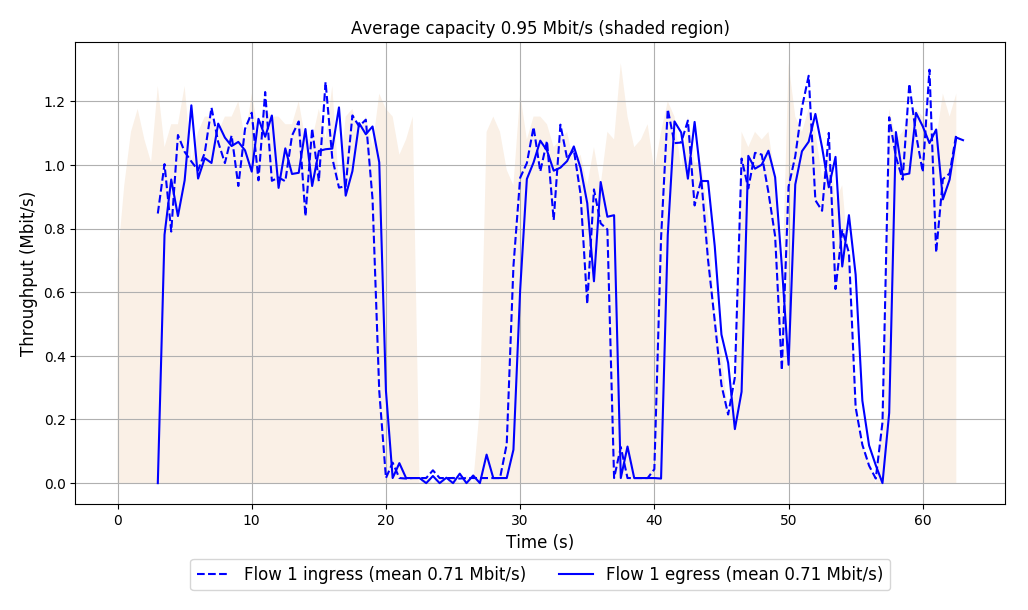 Average capacity 0.95 Mbit/s (shaded region)
Throughput (Mbit/s)
1.2
1.0
0.8
0.6
0.4
0.2
0.0
0 10 20 30 40 50 60
Time (s)
Flow 1 ingress (mean 0.71 Mbit/s) Flow 1 egress (mean 0.71 Mbit/s)